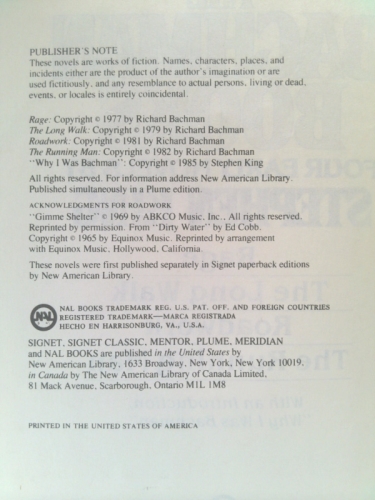 PUBLISHER'S NOTE
These novels are works of fiction. Names, characters, places, and
incidents either are the product of the author's imagination or are
used fictitiously, and any resemblance to actual persons, living or dead,
events, or locales is entirely coincidental.
Rage: Copyright © 1977 by Richard Bachman
The Long Walk: Copyright © 1979 by Richard Bachman
Roadwork: Copyright © 1981 by Richard Bachman
The Running Man: Copyright © 1982 by Richard Bachman
"Why I Was Bachman": Copyright © 1985 by Stephen King
All rights reserved. For information address New American Library.
Published simultaneously in a Plume edition.
ACKNOWLEDGMENTS FOR ROADWORK
"Gimme Shelter" © 1969 by ABKCO Music, Inc., All rights reserved.
Reprinted by permission. From "Dirty Water" by Ed Cobb.
Copyright © 1965 by Equinox Music. Reprinted by arrangement
with Equinox Music, Hollywood, California.
These novels were first published separately in Signet paperback editions
by New American Library.
NAL
NAL BOOKS TRADEMARK REG. U.S. PAT. OFF. AND FOREIGN COUNTRIES
REGISTERED TRADEMARK—MARCA REGISTRADA
HECHO EN HARRISONBURG, VA., U.S.A.
SIGNET, SIGNET CLASSIC, MENTOR, PLUME, MERIDIAN
and NAL BOOKS are published in the United States by
New American Library, 1633 Broadway, New York, New York 10019,
in Canada by The New American Library of Canada Limited,
81 Mack Avenue, Scarborough, Ontario M1L 1M8
PRINTED IN THE UNITED STATES OF AMERICA